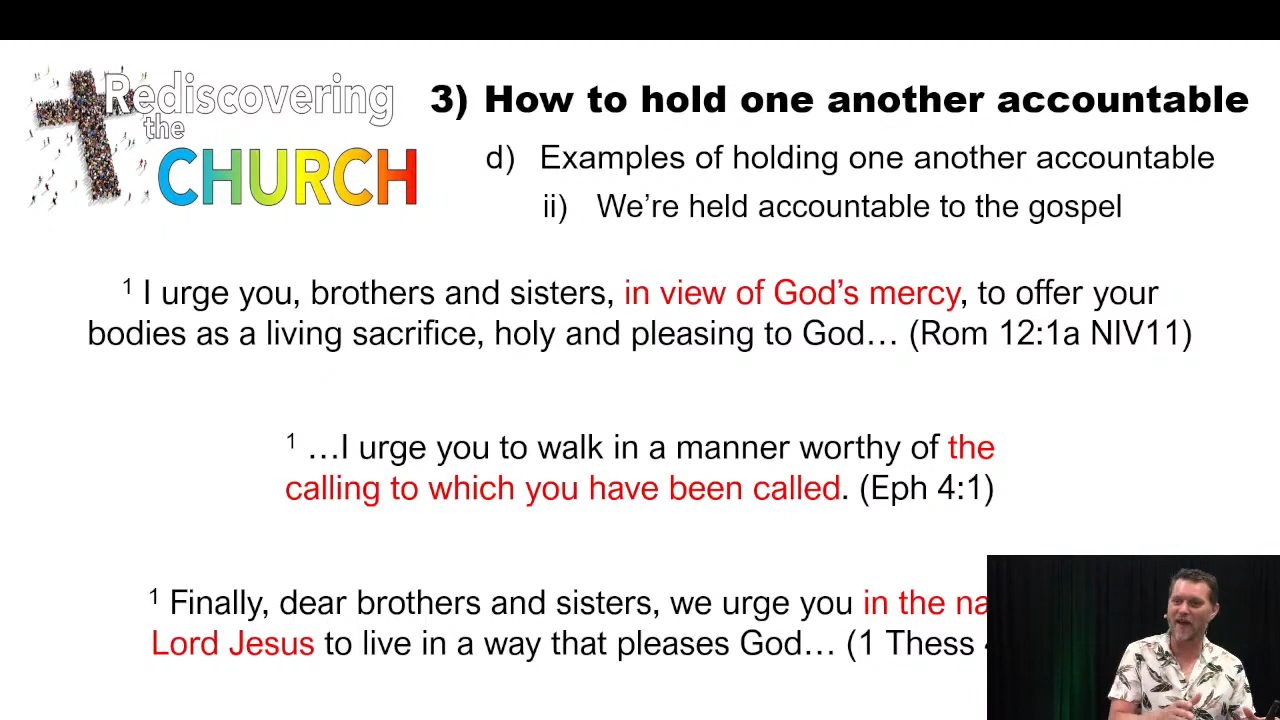 Rediscovering
the
CHURCH
3) How to hold one another accountable
d) Examples of holding one another accountable
ii) We’re held accountable to the gospel
1 I urge you, brothers and sisters, in view of God’s mercy, to offer your
bodies as a living sacrifice, holy and pleasing to God… (Rom 12:1a NIV11)
1 …I urge you to walk in a manner worthy of the
calling to which you have been called. (Eph 4:1)
1 Finally, dear brothers and sisters, we urge you in the
Lord Jesus to live in a way that pleases God… (1 Thess